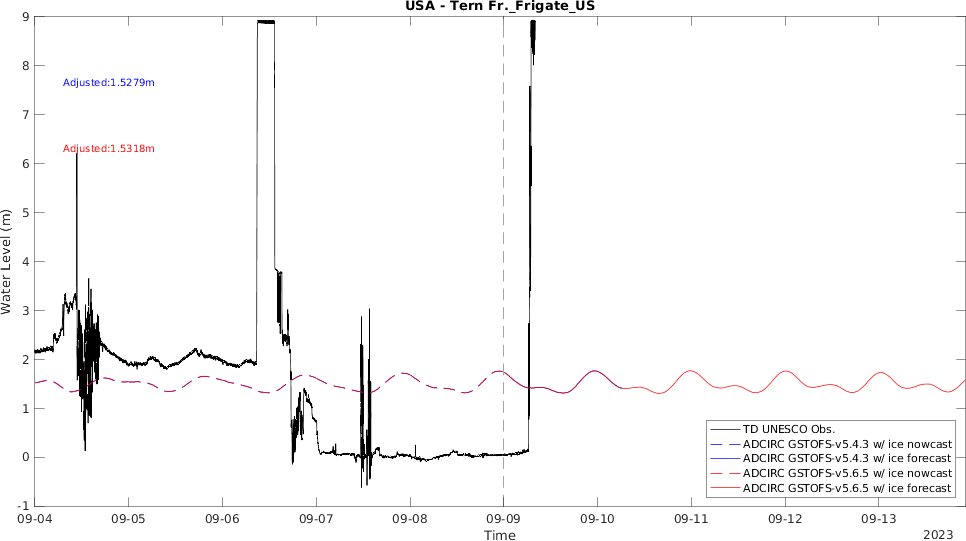 USA - Tern Fr._Frigate_US
9
8
7
6
5
4
3
2
1
0
-1
Water Level (m)
Adjusted:1.5279m
Adjusted:1.5318m
TD UNESCO Obs.
ADCIRC GSTOFS-v5.4.3 w/ ice nowcast
ADCIRC GSTOFS-v5.4.3 w/ ice forecast
ADCIRC GSTOFS-v5.6.5 w/ ice nowcast
ADCIRC GSTOFS-v5.6.5 w/ ice forecast
09-04 09-05 09-06 09-07 09-08 09-09 09-10 09-11 09-12 09-13
Time
2023